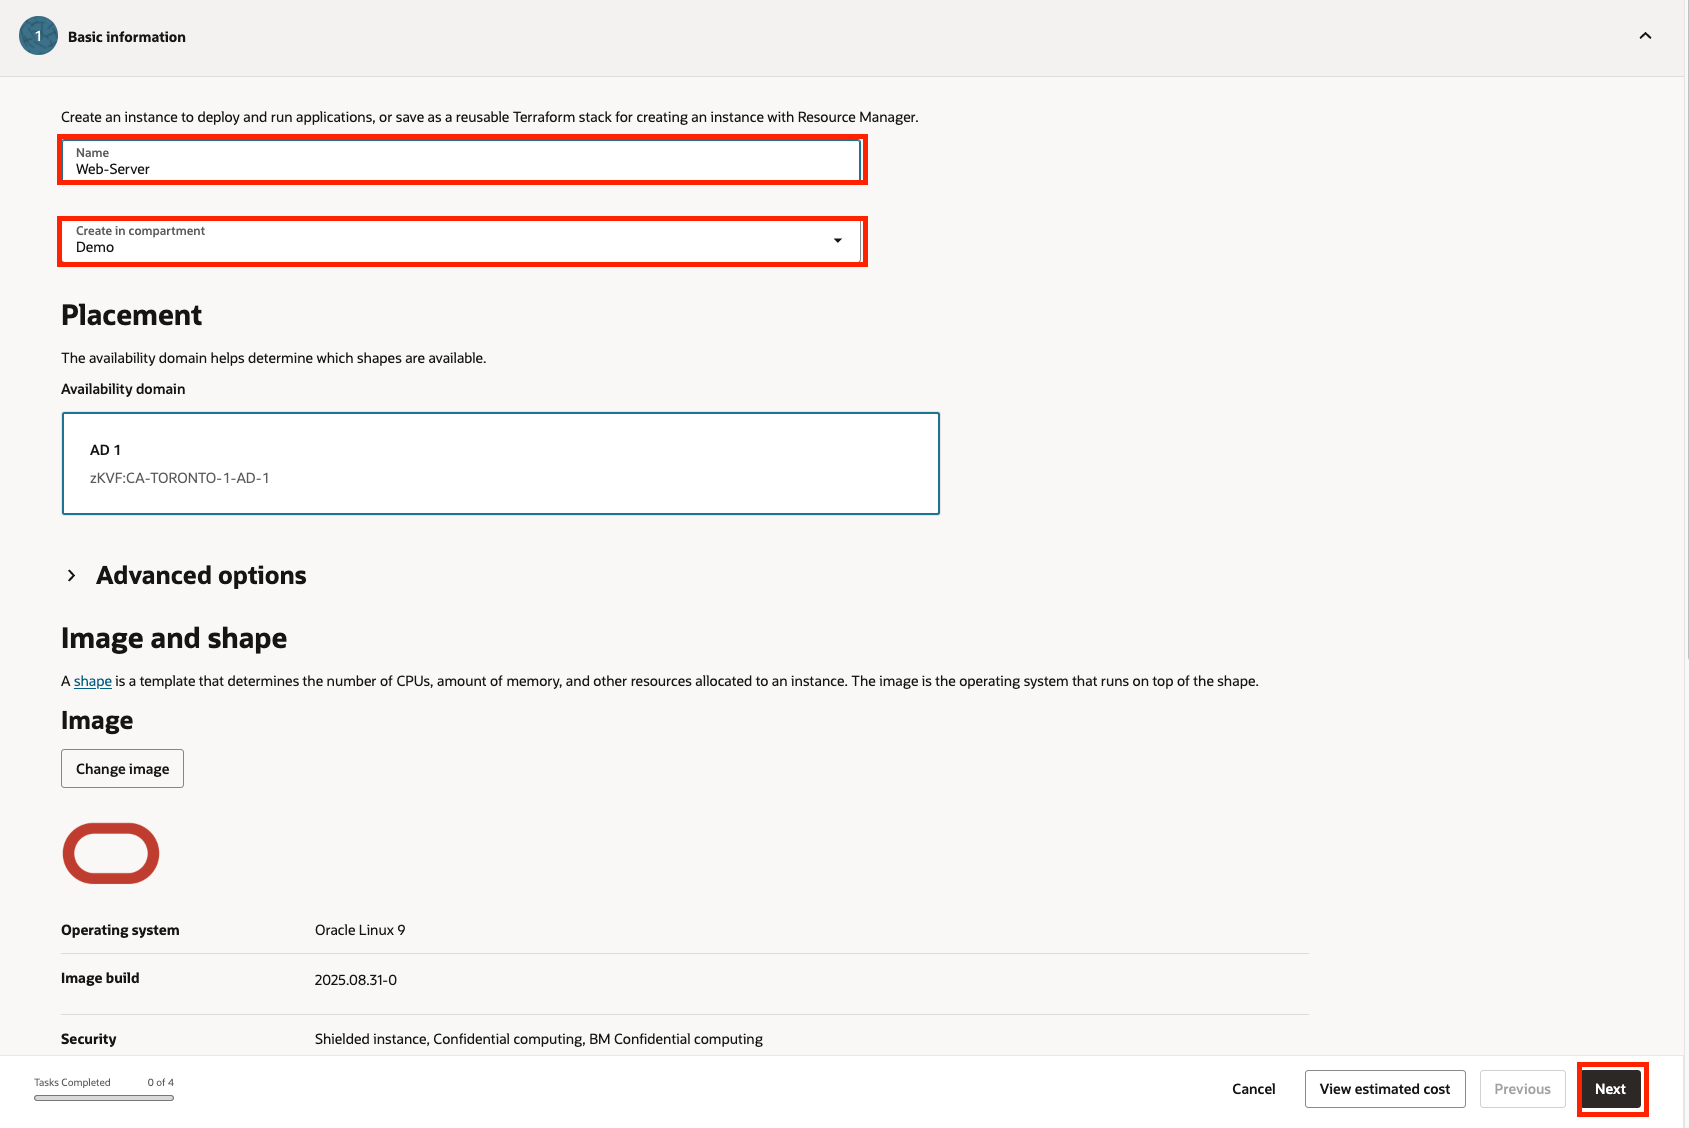 1 Basic information
Create an instance to deploy and run applications, or save as a reusable Terraform stack for creating an instance with Resource Manager.
Name
Web-Server
Create in compartment
Demo
Placement
The availability domain helps determine which shapes are available.
Availability domain
AD 1
zKVF:CA-TORONTO-1-AD-1
Advanced options
Image and shape
A shape is a template that determines the number of CPUs, amount of memory, and other resources allocated to an instance. The image is the operating system that runs on top of the shape.
Image
Change image
Operating system Oracle Linux 9
Image build 2025.08.31-0
Security Shielded instance, Confidential computing, BM Confidential computing
Tasks Completed 0 of 4
Cancel View estimated cost Previous Next